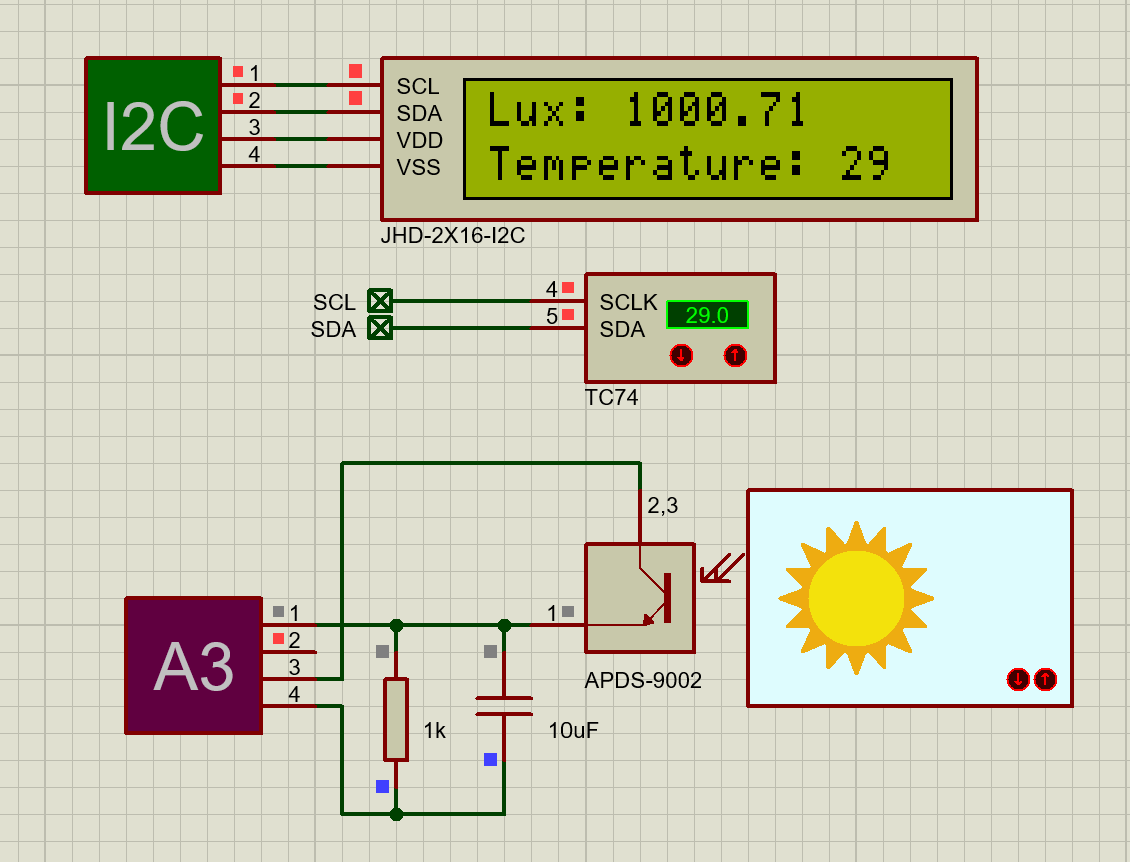 I2C
1
2
3
4
SCL
SDA
VDD
VSS
Lux: 1000.71
Temperature: 29
JHD-2X16-I2C
SCL
SDA
4
5
SCLK
SDA
29.0
TC74
2,3
1
APDS-9002
A3
1
2
3
4
1k
10uF